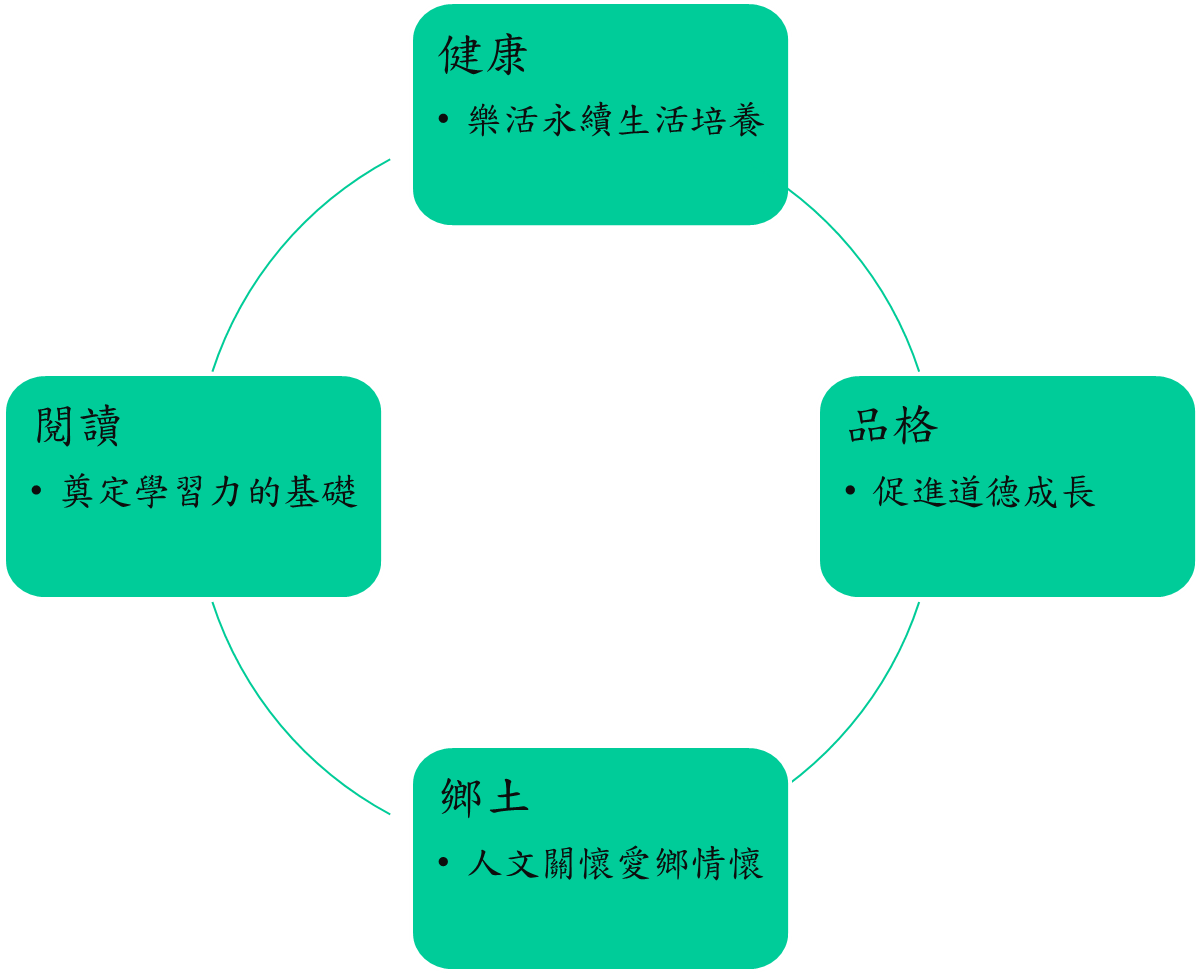 健康
• 樂活永續生活培養
品格
• 促進道德成長
鄉土
• 人文關懷愛鄉情懷
閱讀
• 奠定學習力的基礎